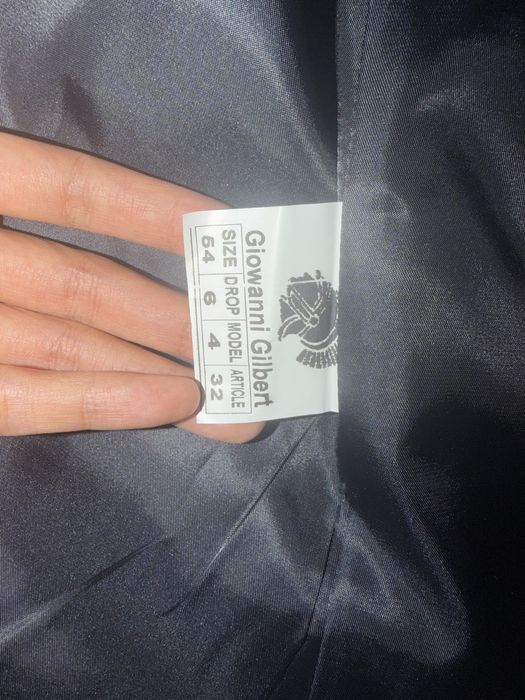 Giowanni Gilbert
SIZE DROP MODEL ARTICLE
54 6 4 32